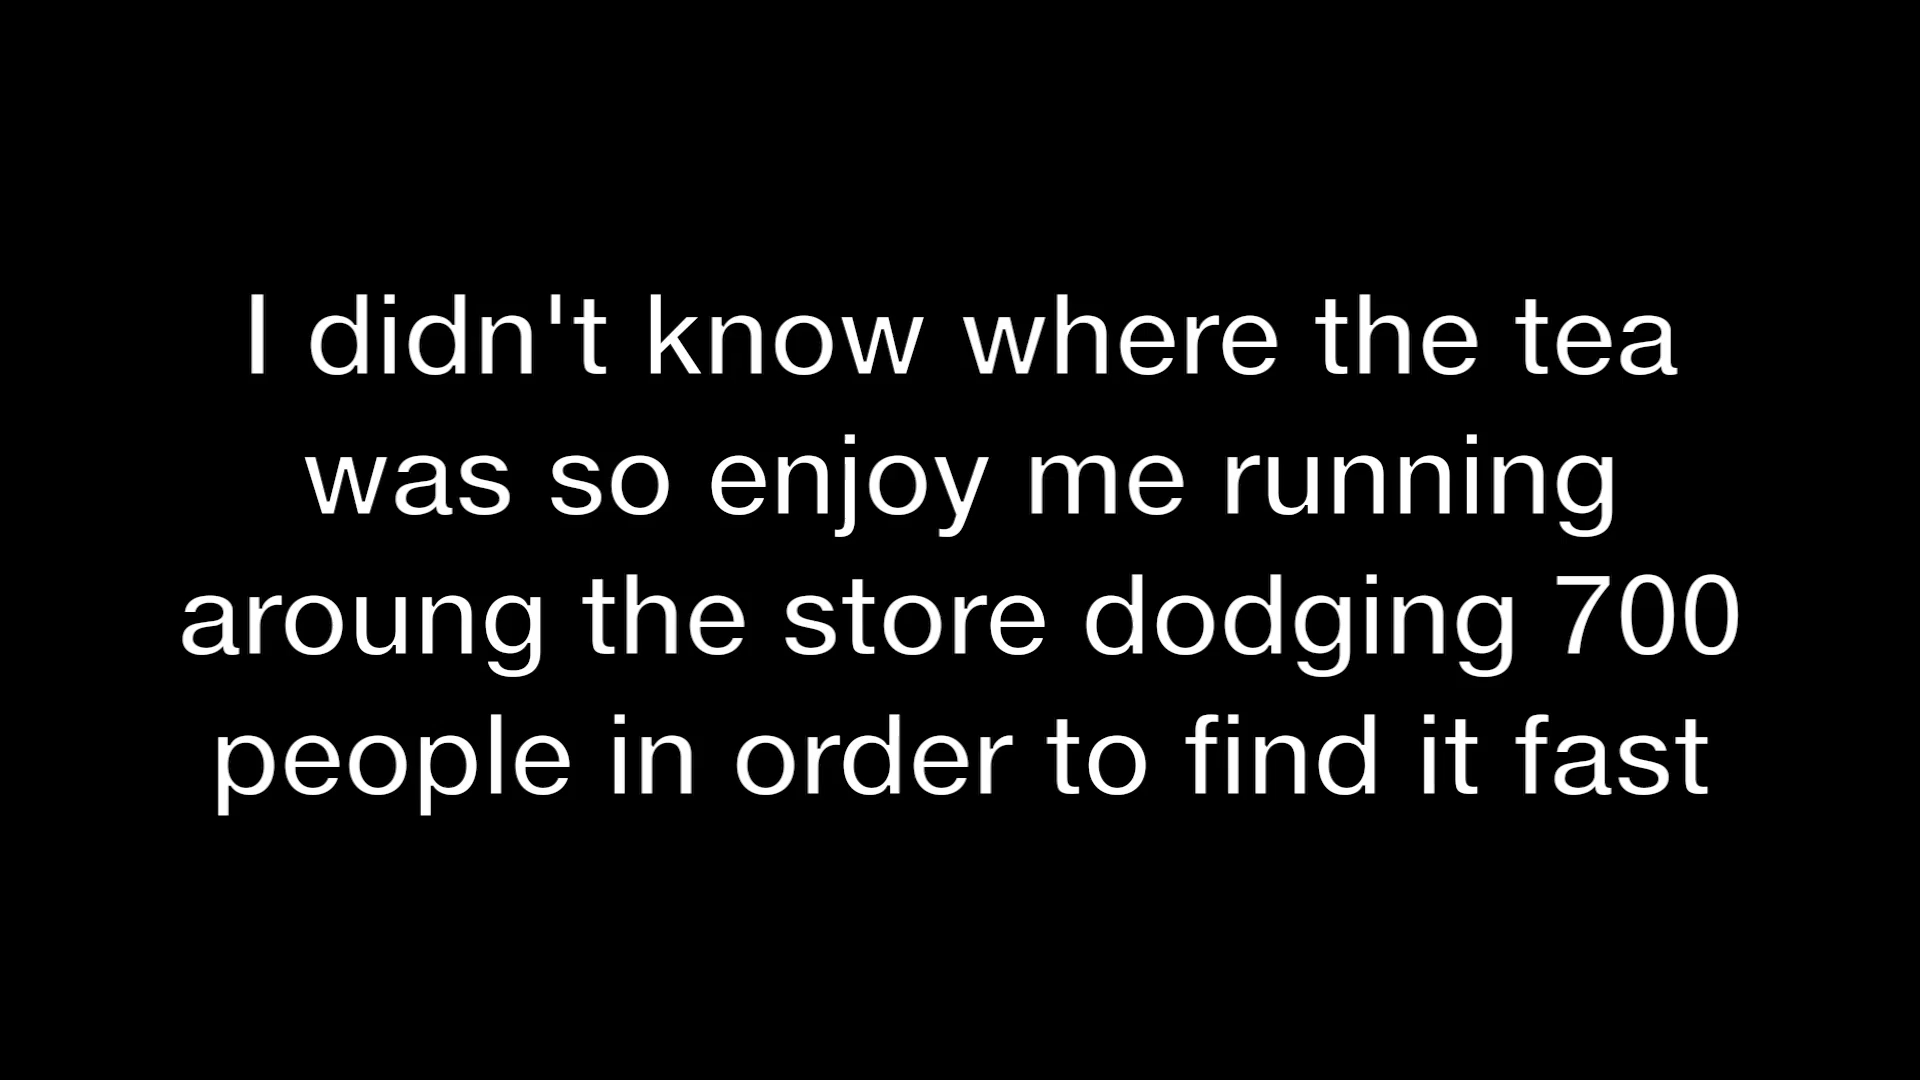 I didn't know where the tea
was so enjoy me running
aroung the store dodging 700
people in order to find it fast